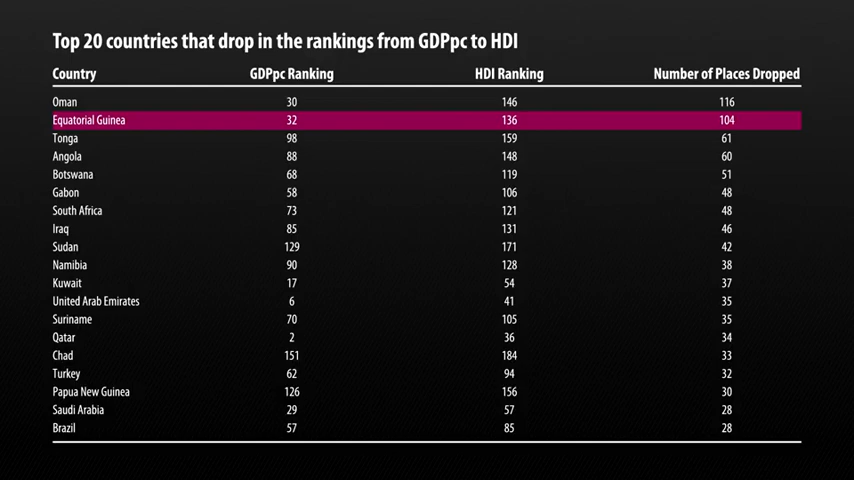 Top 20 countries that drop in the rankings from GDPpc to HDI
Country GDPpc Ranking HDI Ranking Number of Places Dropped
Oman 30 146 116
Equatorial Guinea 32 136 104
Tonga 98 159 61
Angola 88 148 60
Botswana 68 119 51
Gabon 58 106 48
South Africa 73 121 48
Iraq 85 131 46
Sudan 129 171 42
Namibia 90 128 38
Kuwait 17 54 37
United Arab Emirates 6 41 35
Suriname 70 105 35
Qatar 2 36 34
Chad 151 184 33
Turkey 62 94 32
Papua New Guinea 126 156 30
Saudi Arabia 29 57 28
Brazil 57 85 28